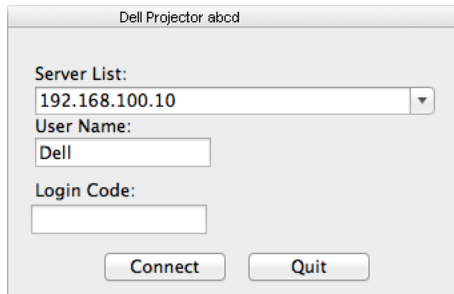 Dell Projector abcd
Server List:
192.168.100.10
User Name:
Dell
Login Code:
Connect Quit